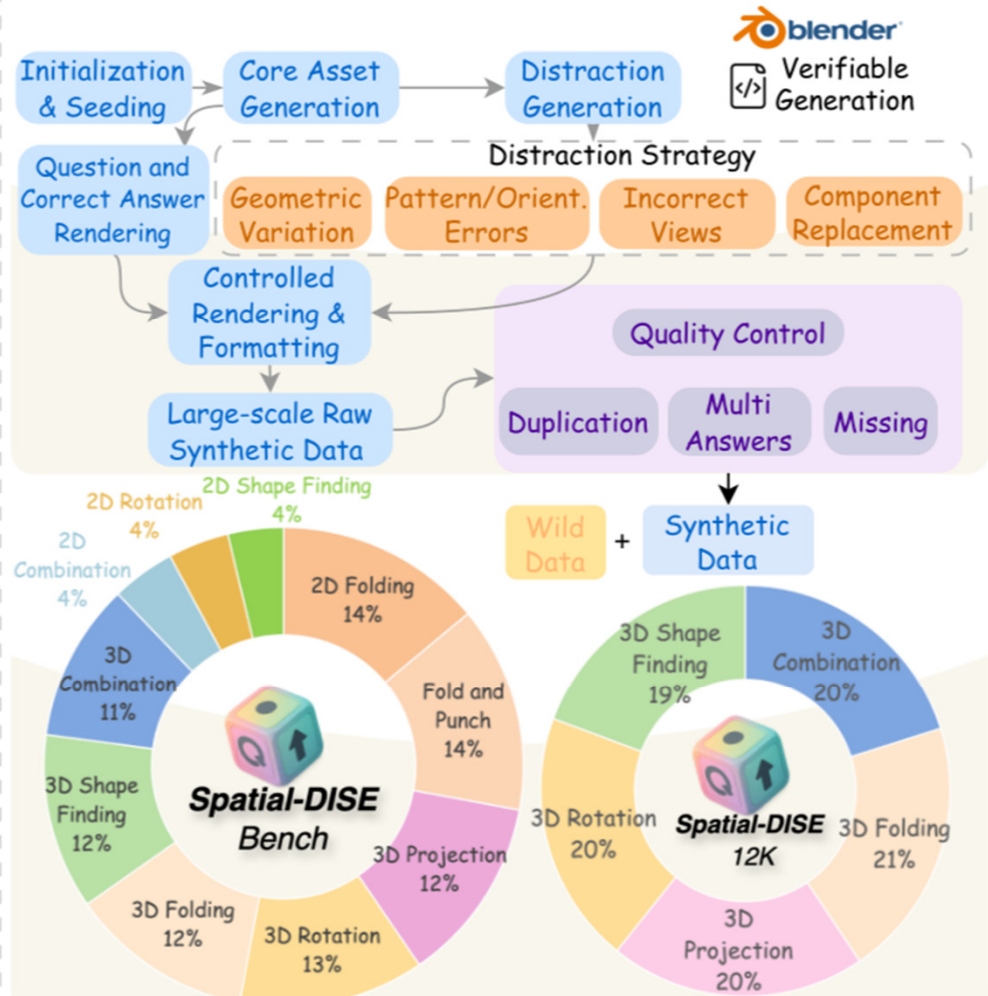 blender
Initialization
& Seeding
Core Asset
Generation
Distraction
Generation
Verifiable
Generation
Question and
Correct Answer
Rendering
Distraction Strategy
Geometric
Variation
Pattern/Orient.
Errors
Incorrect
Views
Component
Replacement
Controlled
Rendering &
Formatting
Quality Control
Large-scale Raw
Synthetic Data
Duplication
Multi
Answers
Missing
Wild
Data
+
Synthetic
Data
2D Shape Finding
4%
2D Rotation
4%
2D
Combination
4%
2D Folding
14%
Fold and
Punch
14%
3D Projection
12%
3D Rotation
13%
3D Folding
12%
3D Shape
Finding
12%
3D
Combination
11%
Q
Spatial-DISE
Bench
3D Shape
Finding
19%
3D
Combination
20%
3D Folding
21%
3D
Projection
20%
3D Rotation
20%
Q
Spatial-DISE
12K